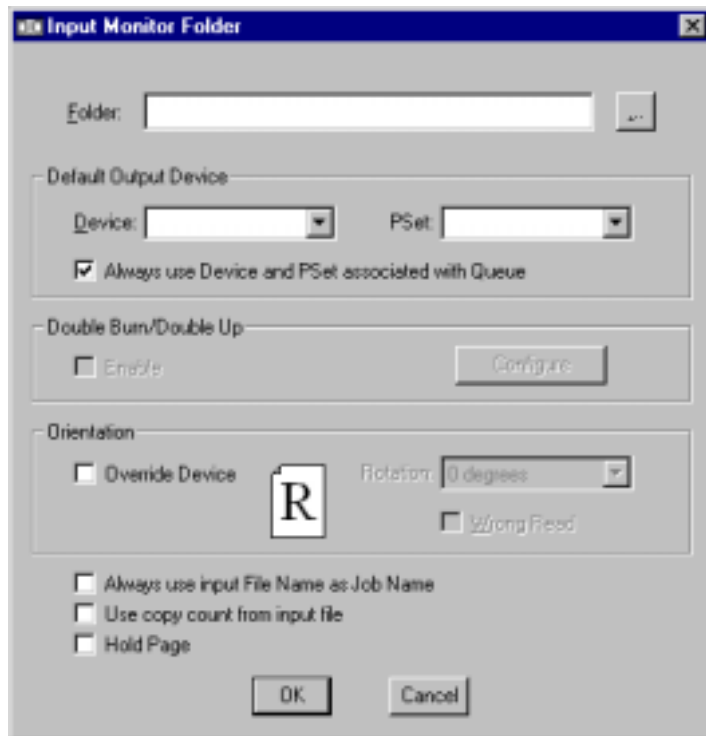 Input Monitor Folder
Folder:
...
Default Output Device
Device:
PSet:
Always use Device and PSet associated with Queue
Double Burn/Double Up
Enable
Configure
Orientation
Override Device
R
Rotation:
0 degrees
Wrong Read
Always use input File Name as Job Name
Use copy count from input file
Hold Page
OK
Cancel